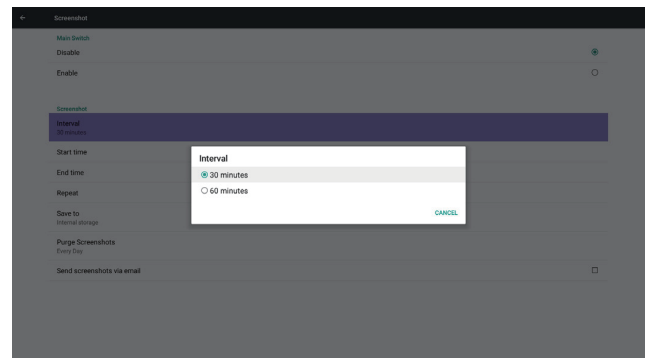 Screenshot
Main Switch
Disable
Enable
Screenshot
Interval
30 minutes
Start time
End time
Repeat
Save to
Internal storage
Purge Screenshots
Every Day
Send screenshots via email
Interval
30 minutes
60 minutes
CANCEL